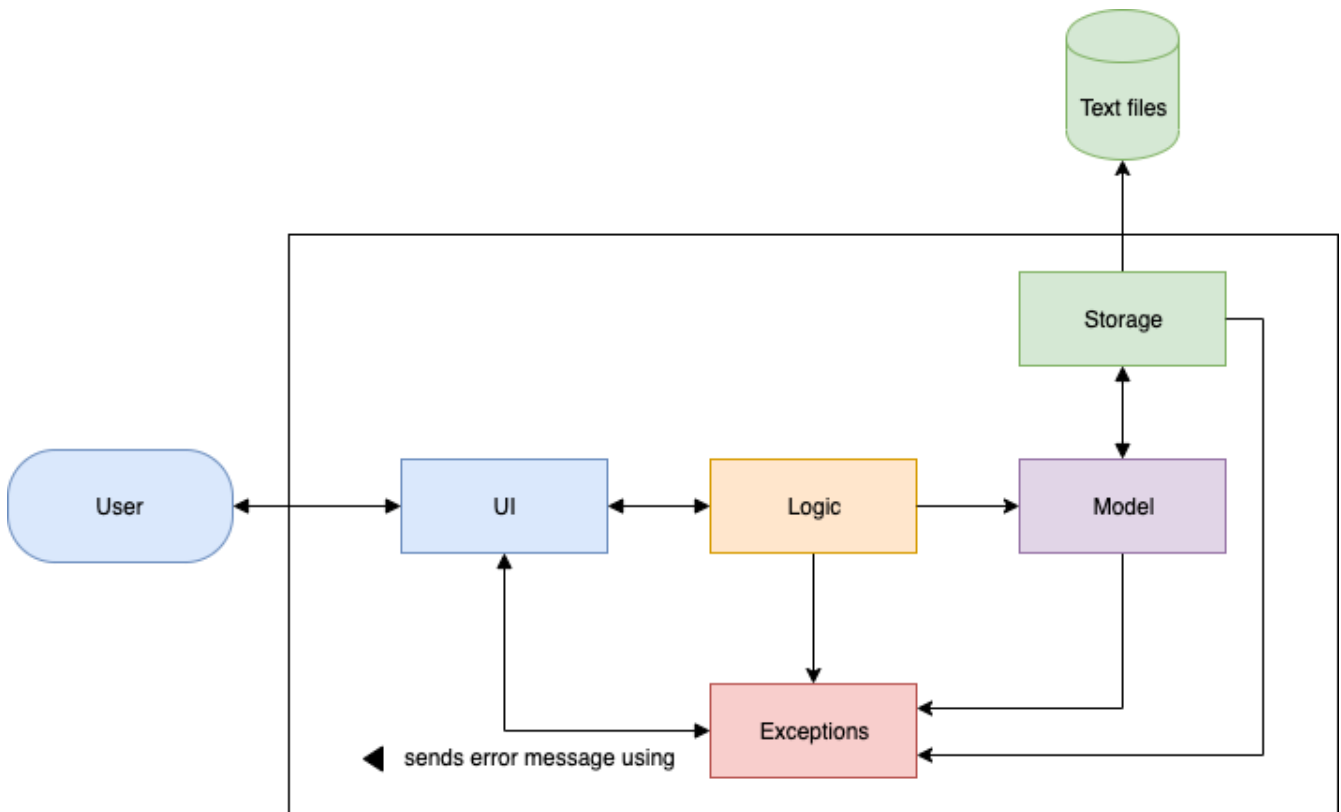 Text files
Storage
User
UI
Logic
Model
Exceptions
sends error message using